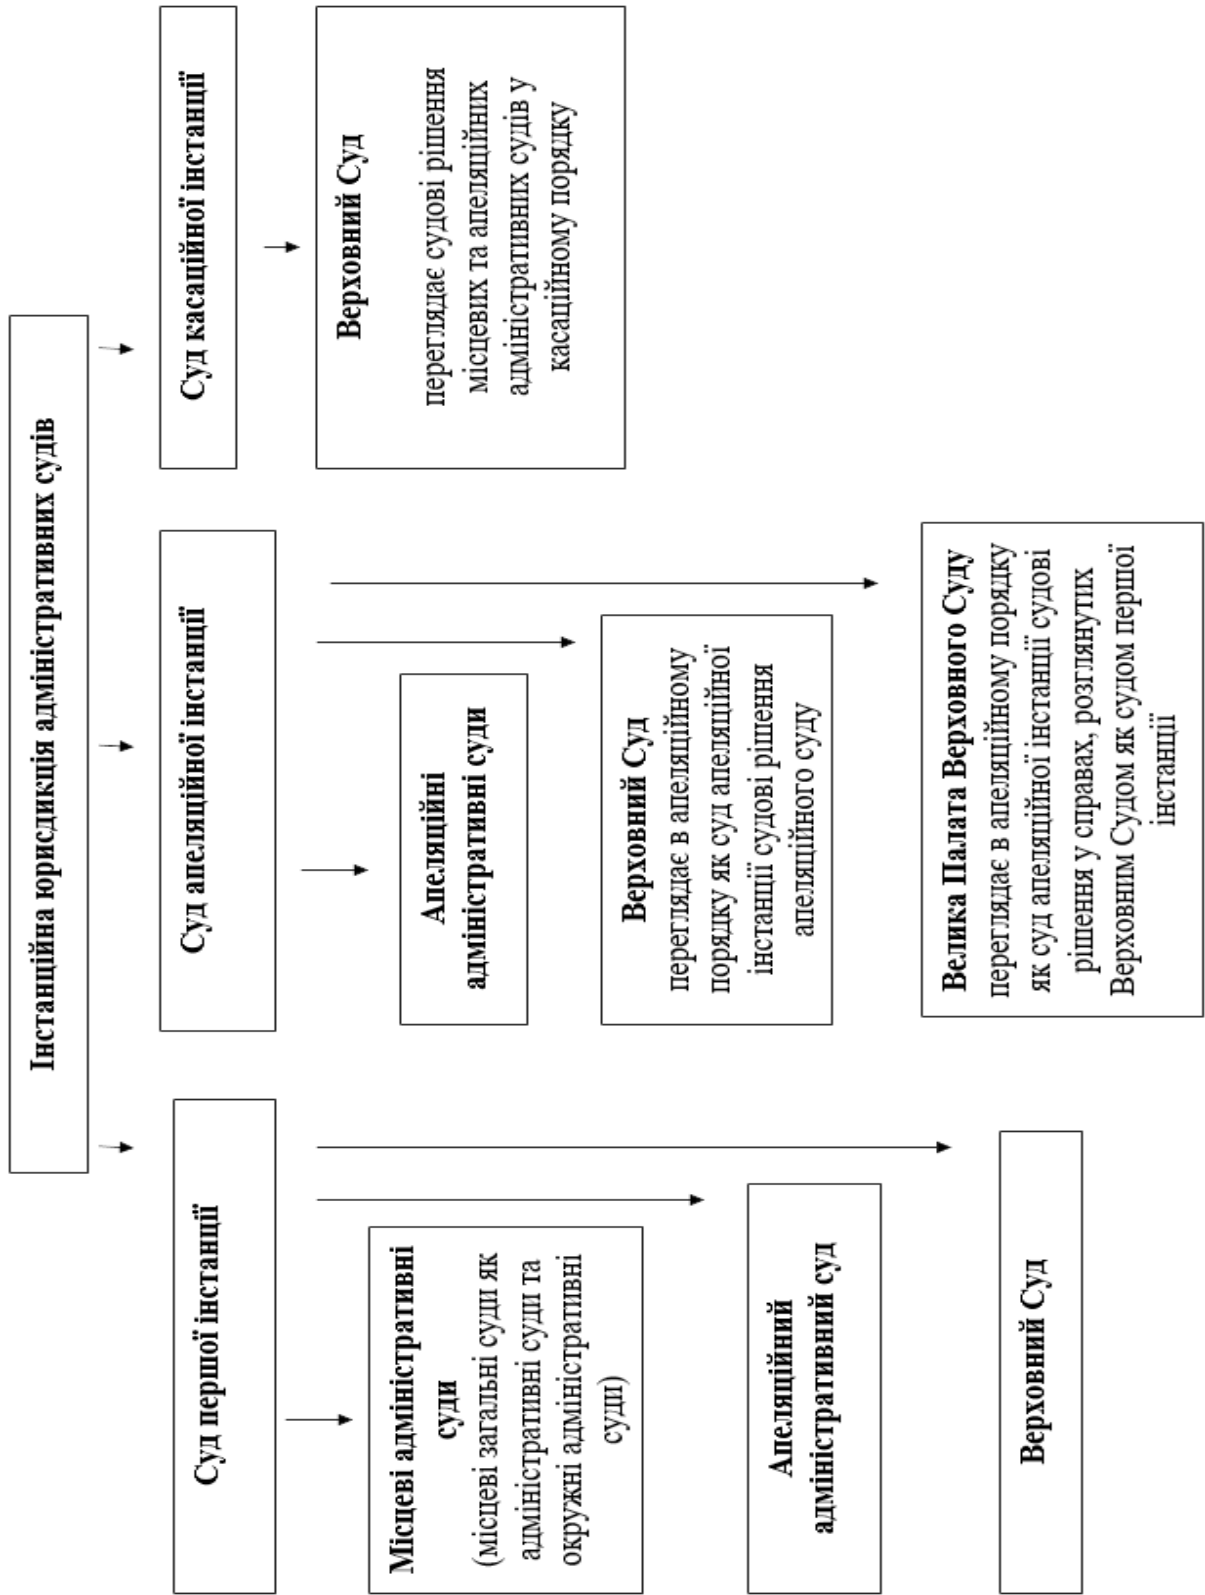 Інстанційна юрисдикція адміністративних судів
Суд першої інстанції
Місцеві адміністративні
суди
(місцеві загальні суди як
адміністративні суди та
окружні адміністративні
суди)
Апеляційний
адміністративний суд
Верховний Суд
Суд апеляційної інстанції
Апеляційні
адміністративні суди
Верховний Суд
переглядає в апеляційному
порядку як суд апеляційної
інстанції судові рішення
апеляційного суду
Велика Палата Верховного Суду
переглядає в апеляційному порядку
як суд апеляційної інстанції судові
рішення у справах, розглянутих
Верховним Судом як судом першої
інстанції
Суд касаційної інстанції
Верховний Суд
переглядає судові рішення
місцевих та апеляційних
адміністративних судів у
касаційному порядку